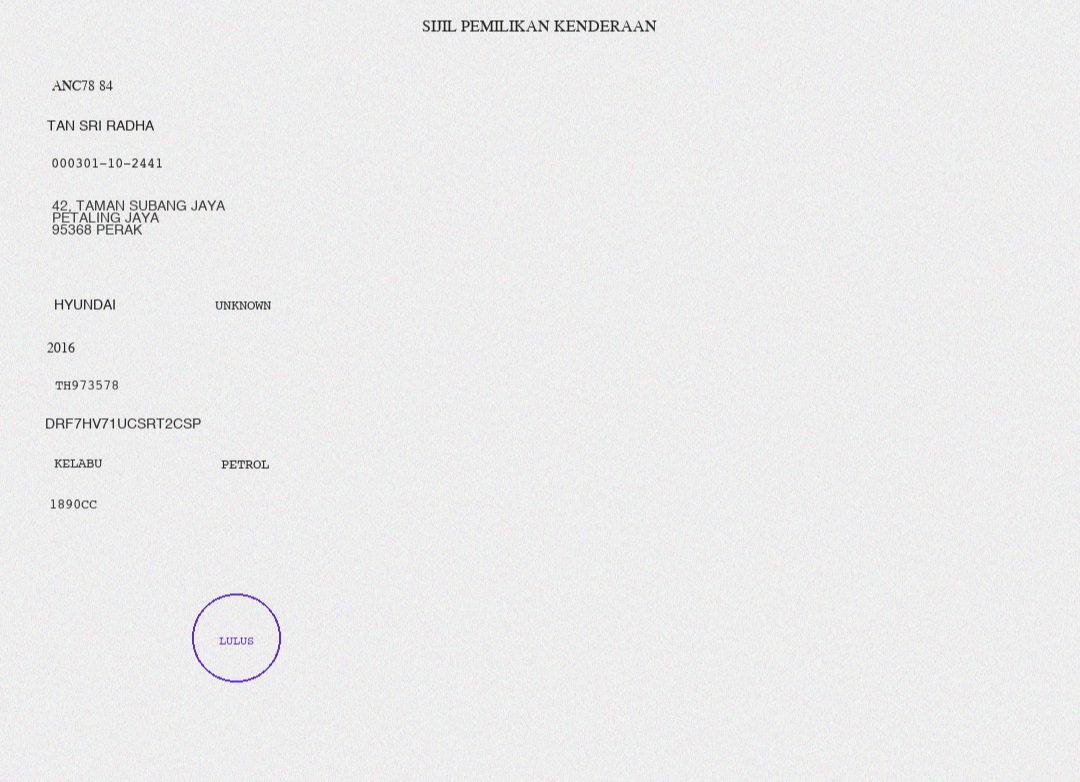 SIJIL PEMILIKAN KENDERAAN
ANC78 84
TAN SRI RADHA
000301-10-2441
42, TAMAN SUBANG JAYA
PETALING JAYA
95368 PERAK
HYUNDAI UNKNOWN
2016
TH973578
DRF7HV71UCSRT2CSP
KELABU PETROL
1890CC
LULUS